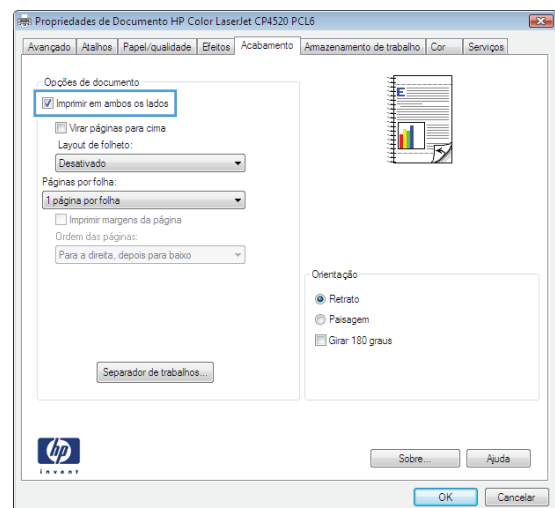 Propriedades de Documento HP Color LaserJet CP4520 PCL6
Avançado Atalhos Papel/qualidade Efeitos Acabamento Armazenamento de trabalho Cor Serviços
Opções de documento
Imprimir em ambos os lados
Virar páginas para cima
Layout de folheto:
Desativado
Páginas por folha:
1 página por folha
Imprimir margens da página
Ordem das páginas:
Para a direita, depois para baixo
Separador de trabalhos...
E
Orientação
Retrato
Paisagem
Girar 180 graus
hp
invent
Sobre... Ajuda
OK Cancelar